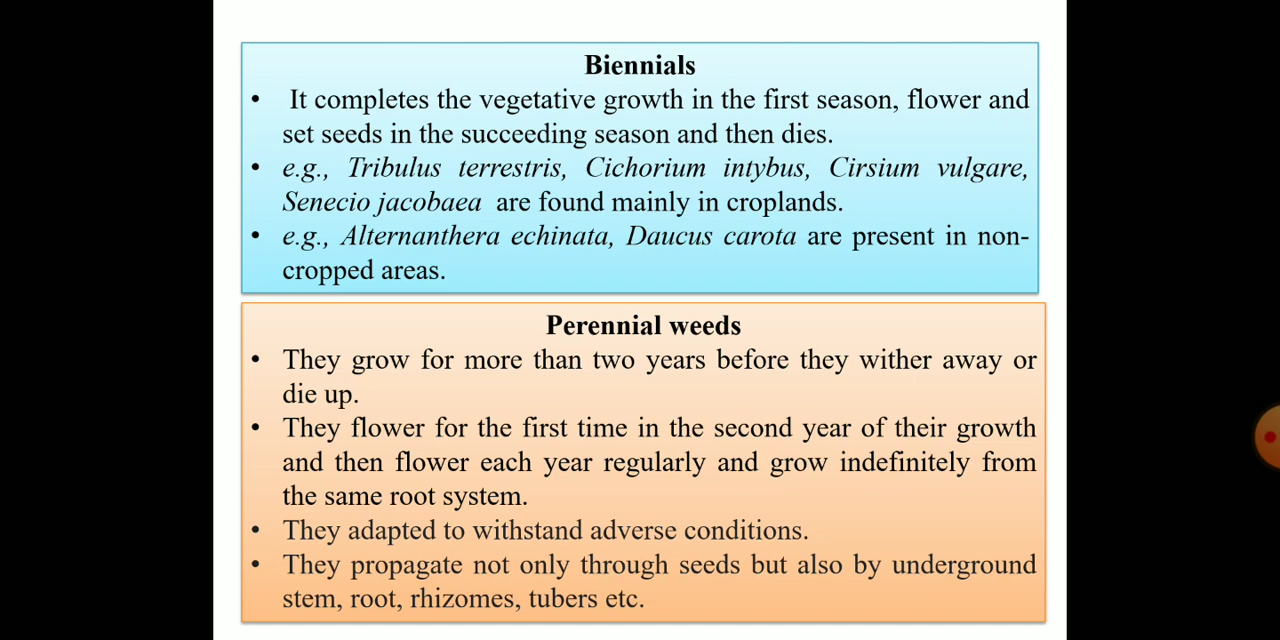 Biennials
• It completes the vegetative growth in the first season, flower and
set seeds in the succeeding season and then dies.
• e.g., Tribulus terrestris, Cichorium intybus, Cirsium vulgare,
Senecio jacobaea are found mainly in croplands.
• e.g., Alternanthera echinata, Daucus carota are present in non-
cropped areas.
Perennial weeds
• They grow for more than two years before they wither away or
die up.
• They flower for the first time in the second year of their growth
and then flower each year regularly and grow indefinitely from
the same root system.
• They adapted to withstand adverse conditions.
• They propagate not only through seeds but also by underground
stem, root, rhizomes, tubers etc.